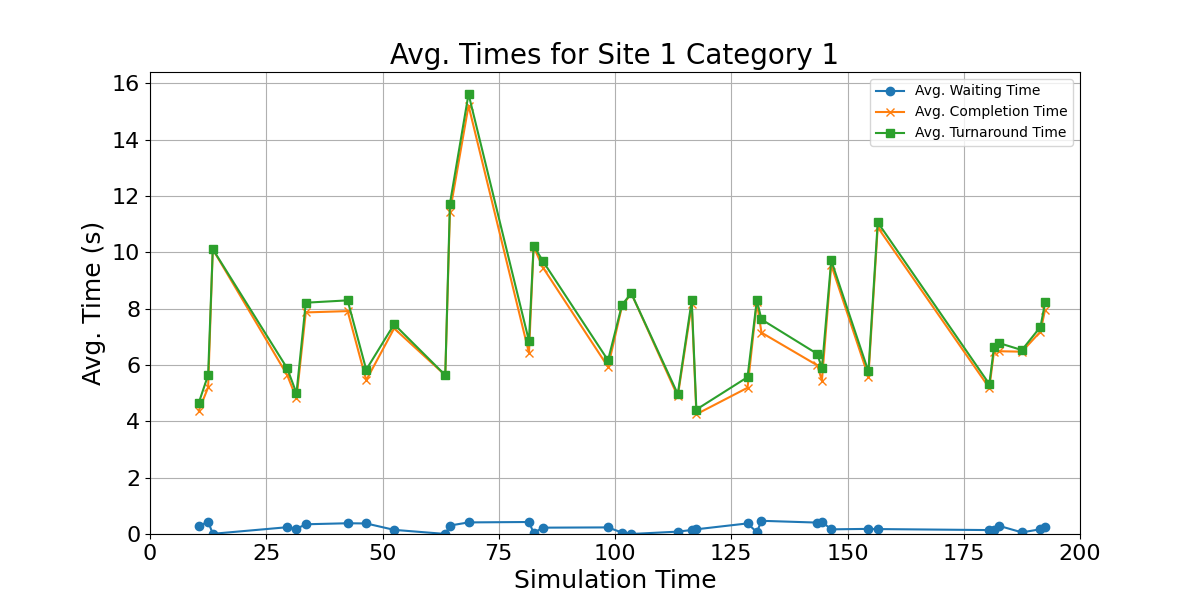 Avg. Times for Site 1 Category 1
Avg. Waiting Time
Avg. Completion Time
Avg. Turnaround Time
Avg. Time (s)
16
14
12
10
8
6
4
2
0
0 25 50 75 100 125 150 175 200
Simulation Time